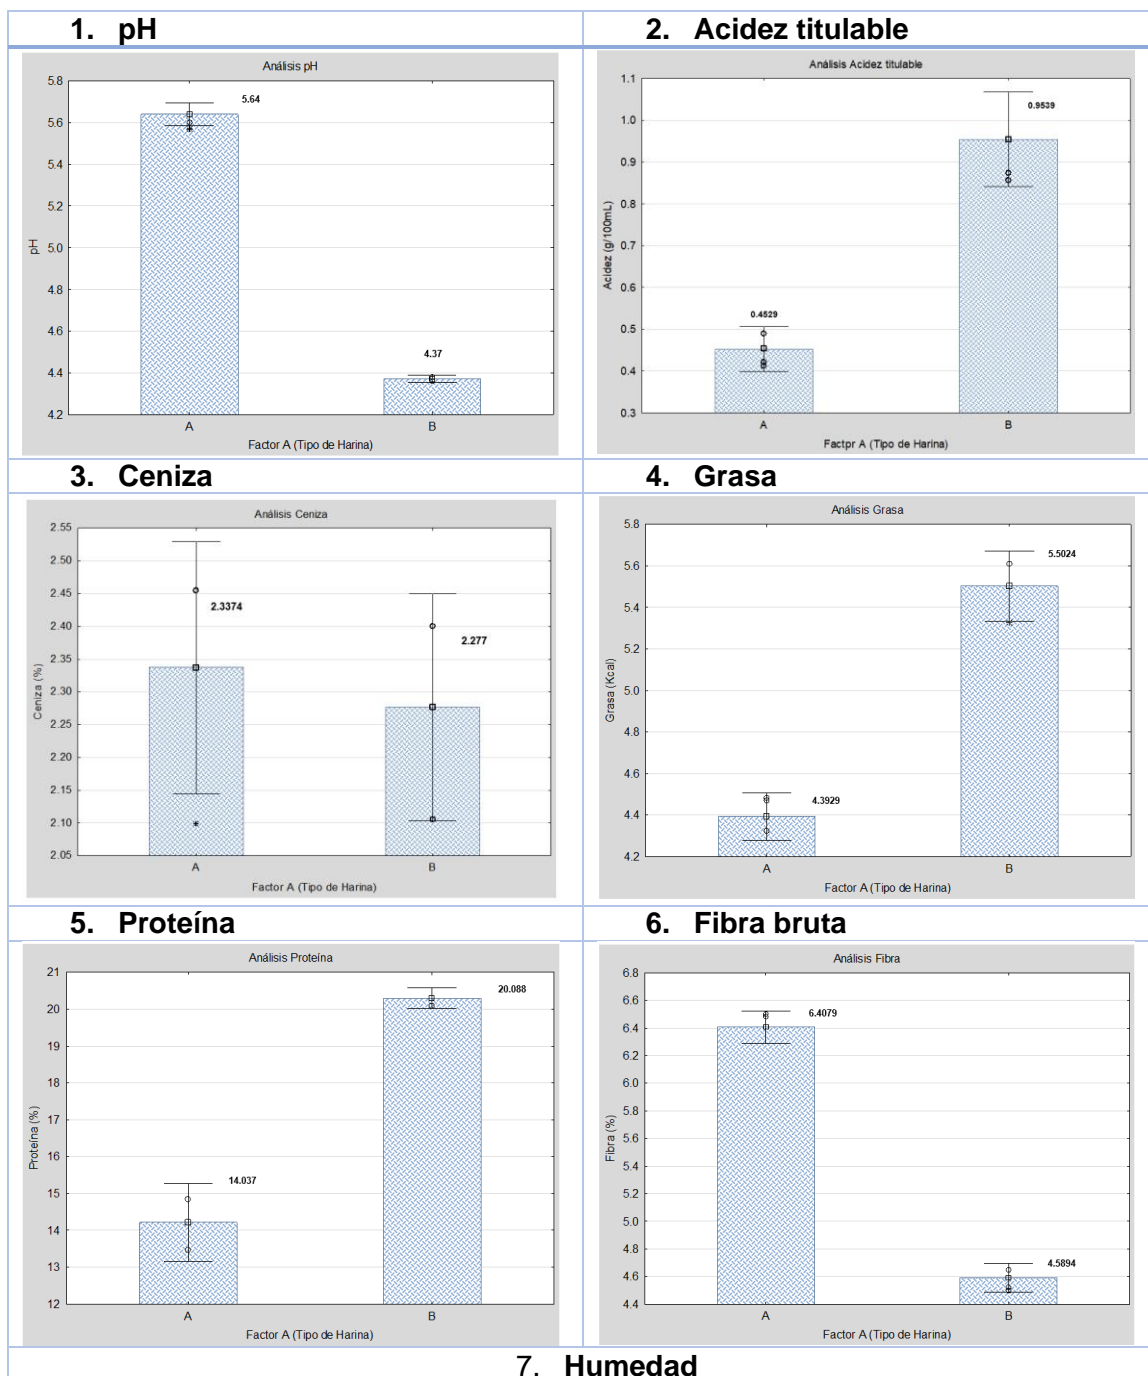 1. pH
2. Acidez titulable
Análisis pH
5.8
5.6
5.4
5.2
5.0
4.8
4.6
4.4
4.2
pH
5.64
4.37
A
B
Factor A (Tipo de Harina)
Análisis Acidez titulable
1.1
1.0
0.9
0.8
0.7
0.6
0.5
0.4
0.3
Acidez (g/100mL)
0.4529
0.9539
A
B
Factpr A (Tipo de Harina)
3. Ceniza
4. Grasa
Análisis Ceniza
2.55
2.50
2.45
2.40
2.35
2.30
2.25
2.20
2.15
2.10
2.05
Ceniza (%)
2.3374
2.277
A
B
Factor A (Tipo de Harina)
Análisis Grasa
5.8
5.6
5.4
5.2
5.0
4.8
4.6
4.4
4.2
Grasa (Kcal)
4.3929
5.5024
A
B
Factor A (Tipo de Harina)
5. Proteína
6. Fibra bruta
Análisis Proteína
21
20
19
18
17
16
15
14
13
12
Proteína (%)
14.037
20.088
A
B
Factor A (Tipo de Harina)
Análisis Fibra
6.8
6.6
6.4
6.2
6.0
5.8
5.6
5.4
5.2
5.0
4.8
4.6
4.4
Fibra (%)
6.4079
4.5894
A
B
Factor A (Tipo de Harina)
7. Humedad